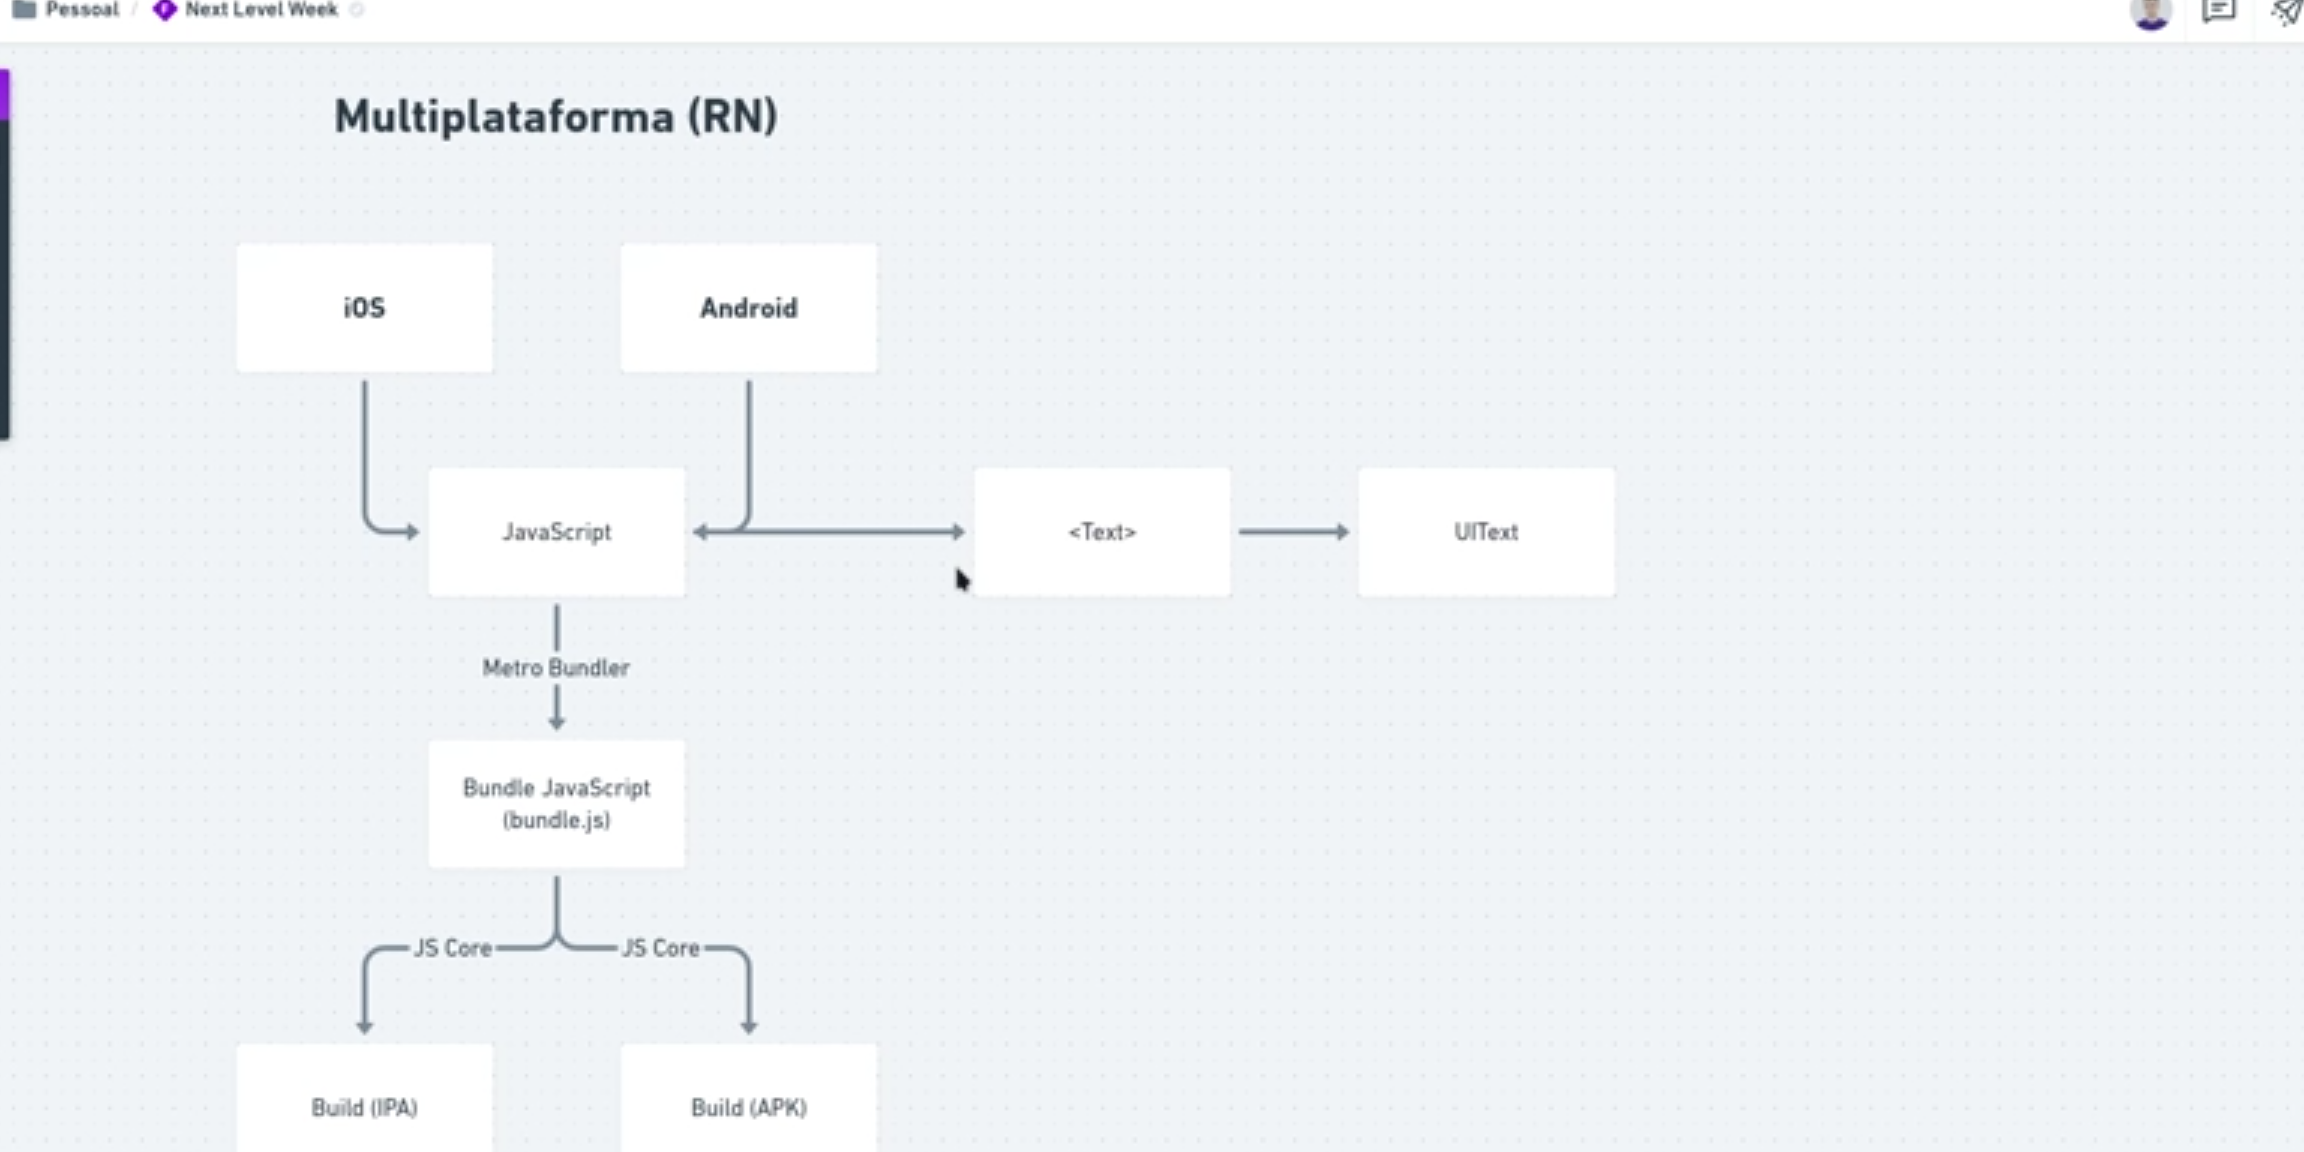 Pessoal / Next Level Week
Multiplataforma (RN)
iOS
Android
JavaScript
<Text>
UIText
Metro Bundler
Bundle JavaScript
(bundle.js)
JS Core
JS Core
Build (IPA)
Build (APK)